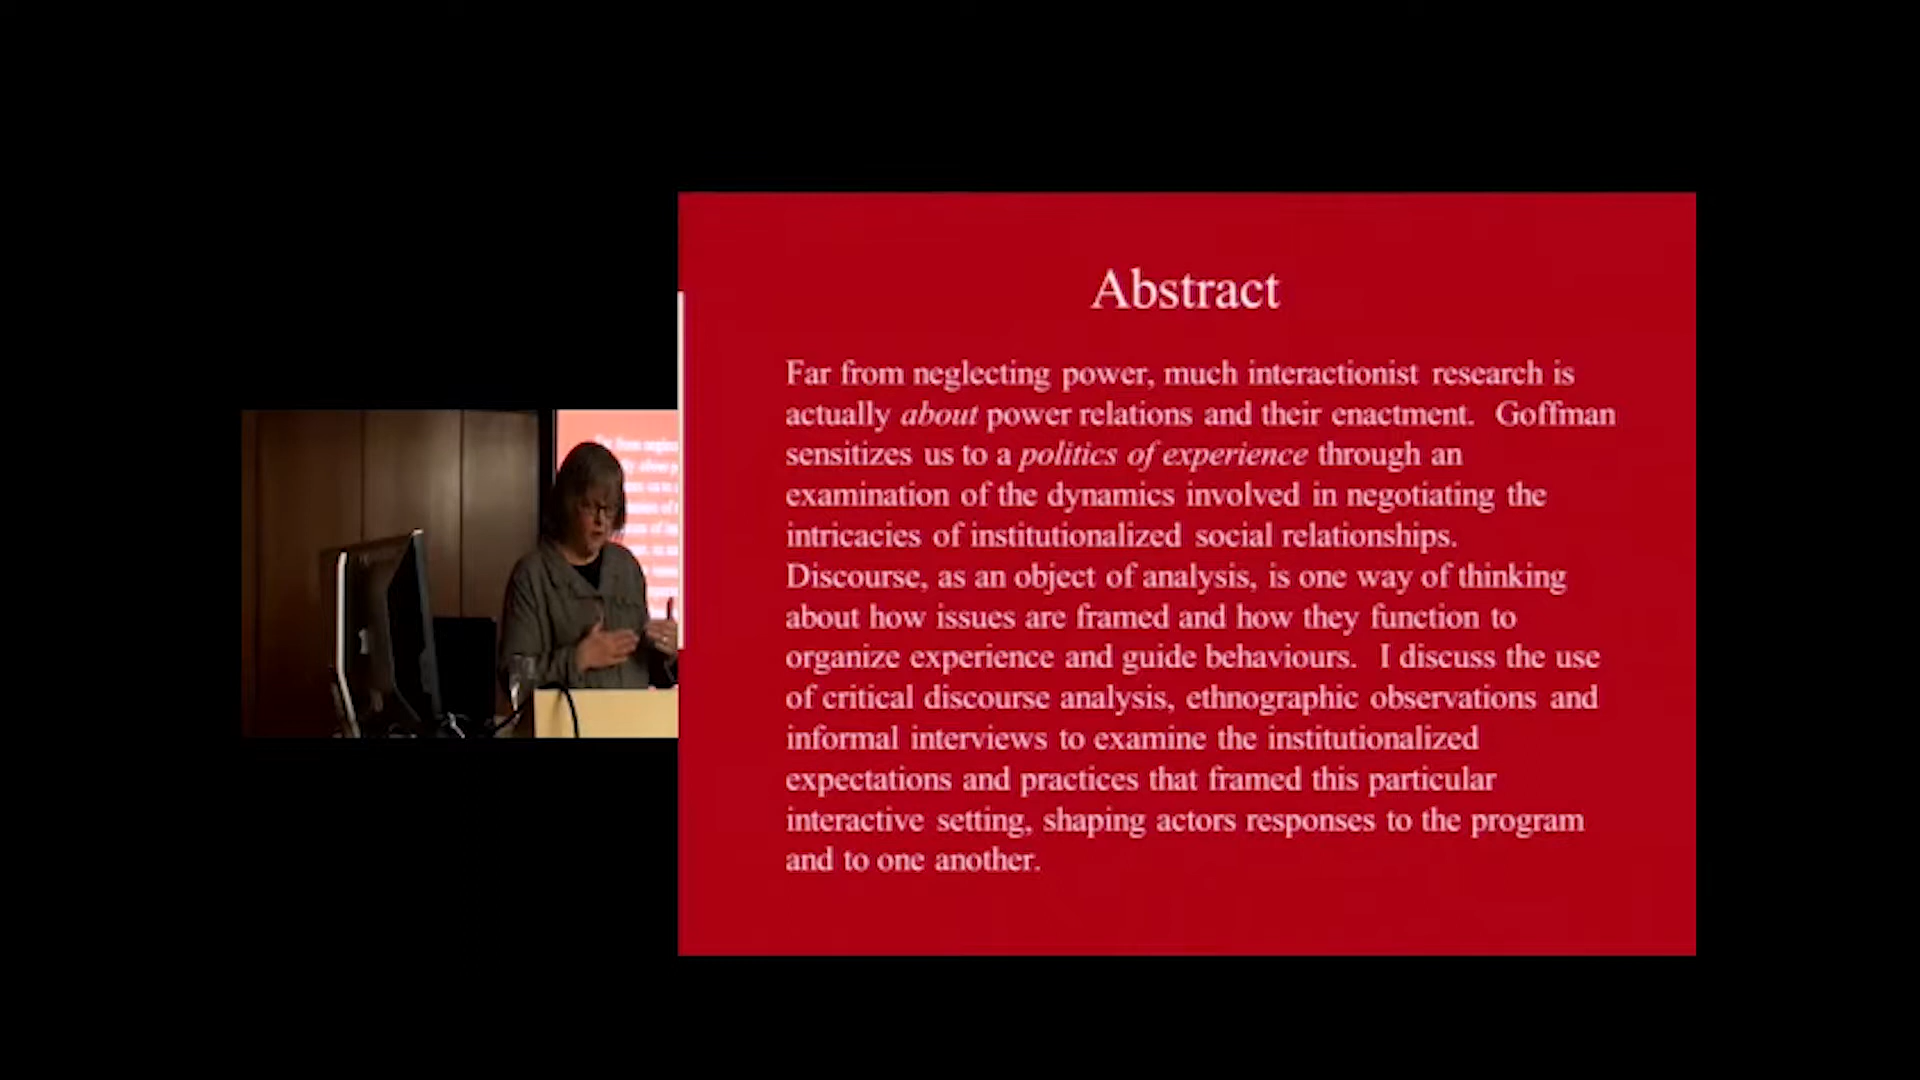 Abstract
Far from neglecting power, much interactionist research is
actually about power relations and their enactment. Goffman
sensitizes us to a politics of experience through an
examination of the dynamics involved in negotiating the
intricacies of institutionalized social relationships.
Discourse, as an object of analysis, is one way of thinking
about how issues are framed and how they function to
organize experience and guide behaviours. I discuss the use
of critical discourse analysis, ethnographic observations and
informal interviews to examine the institutionalized
expectations and practices that framed this particular
interactive setting, shaping actors responses to the program
and to one another.